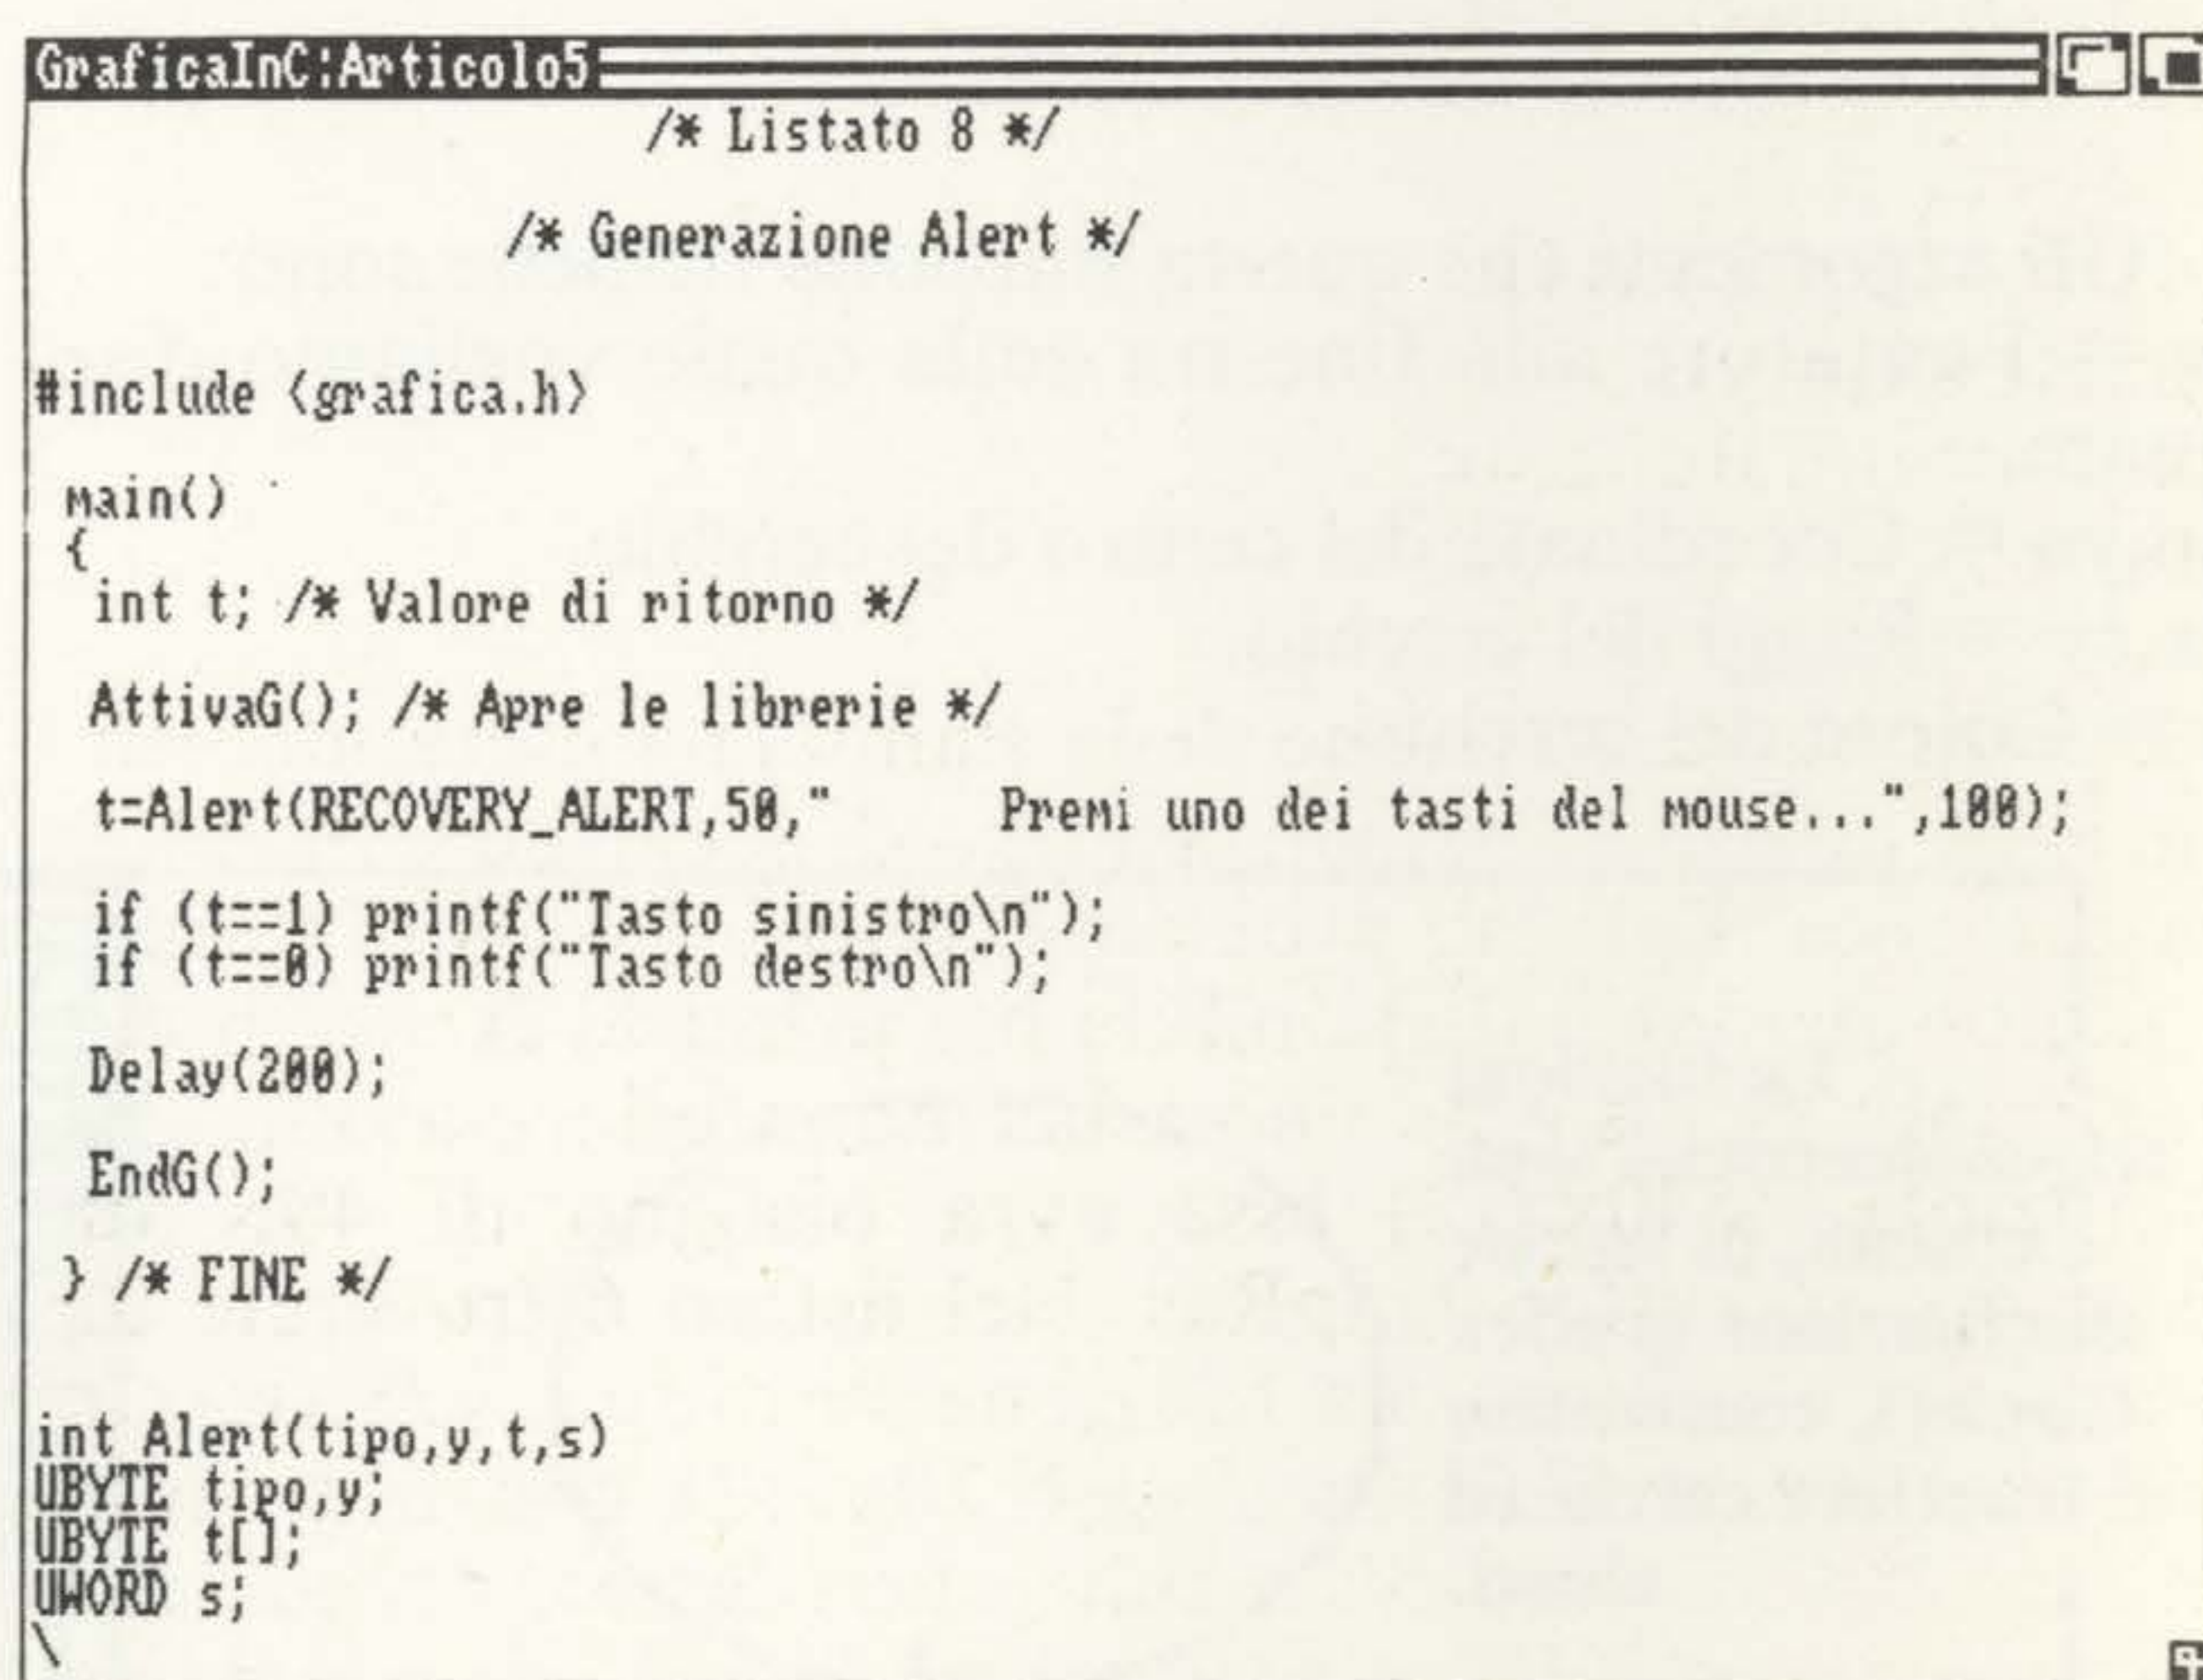 GraficaInC:Articolo5
/* Listato 8 */
/* Generazione Alert */
#include <grafica.h>
main()
{
int t; /* Valore di ritorno */
AttivaG(); /* Apre le librerie */
t=Alert(RECOVERY_ALERT,50,"     Premi uno dei tasti del mouse...",100);
if (t==1) printf("Tasto sinistro\n");
if (t==0) printf("Tasto destro\n");
Delay(200);
EndG();
} /* FINE */
int Alert(tipo,y,t,s)
UBYTE tipo,y;
UBYTE t[];
UWORD s;
\